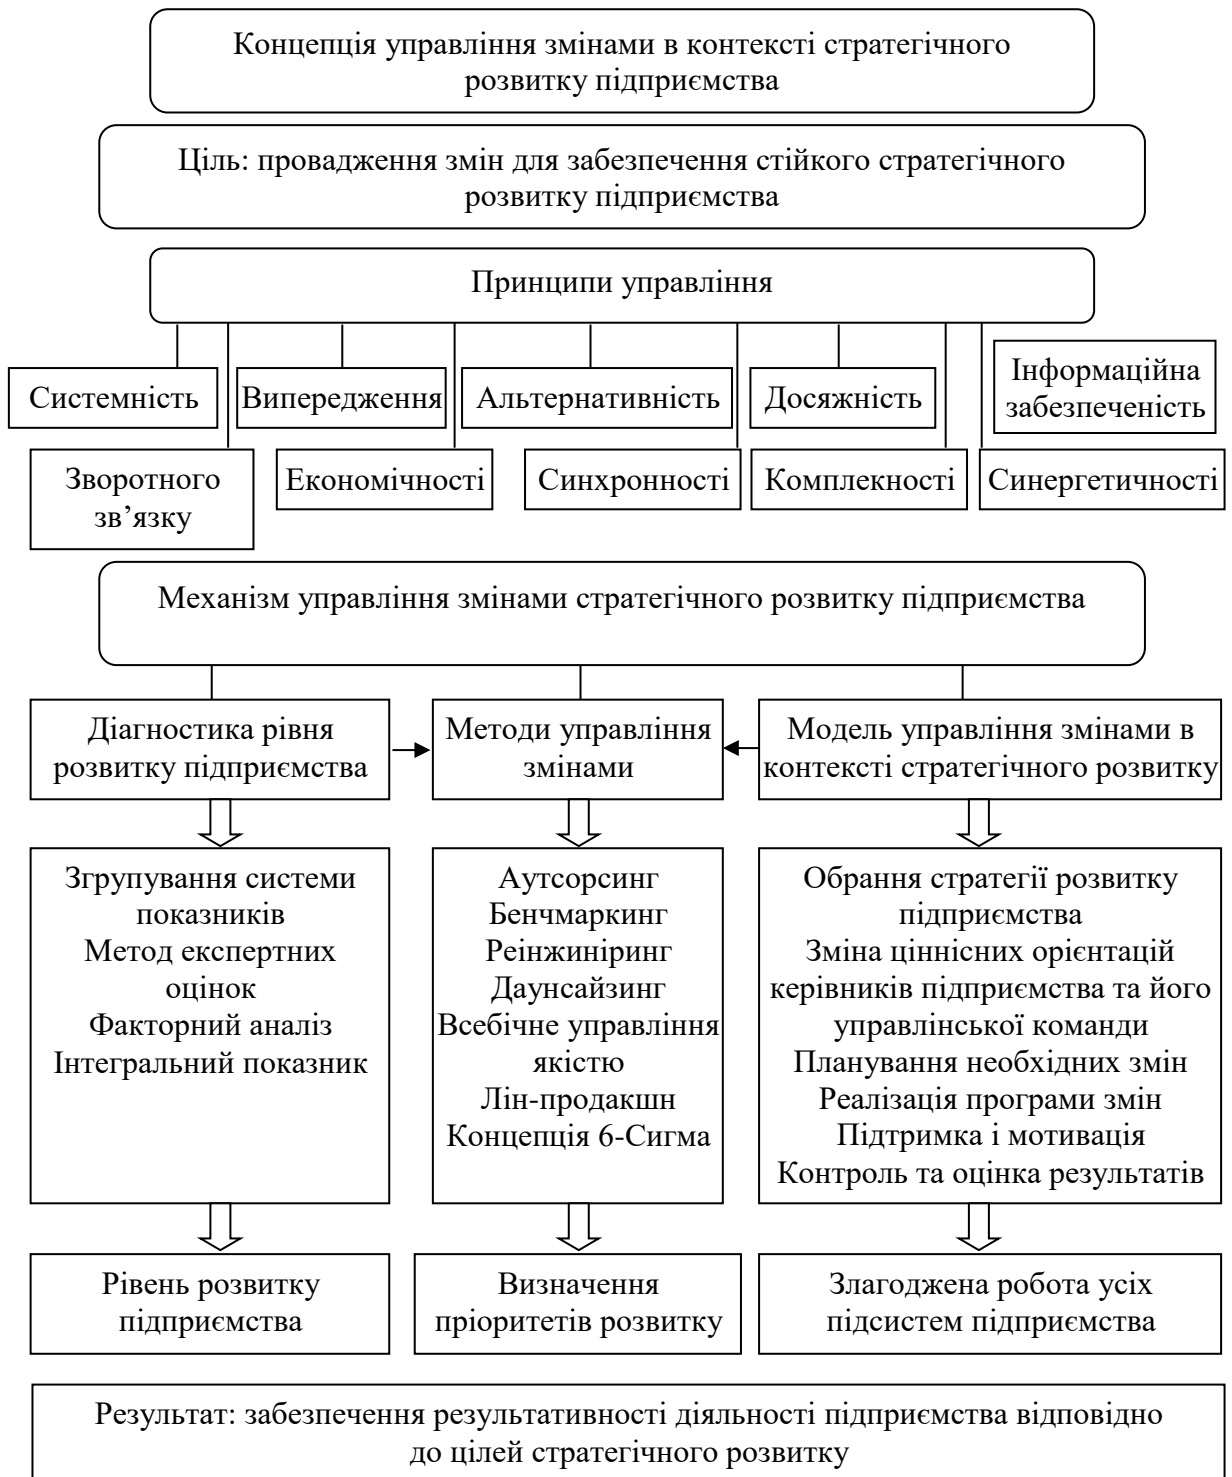 Концепція управління змінами в контексті стратегічного
розвитку підприємства
Ціль: провадження змін для забезпечення стійкого стратегічного
розвитку підприємства
Принципи управління
Системність
Випередження
Альтернативність
Досяжність
Інформаційна
забезпеченість
Зворотного
зв’язку
Економічності
Синхронності
Комплекності
Синергетичності
Механізм управління змінами стратегічного розвитку підприємства
Діагностика рівня
розвитку підприємства
Методи управління
змінами
Модель управління змінами в
контексті стратегічного розвитку
Згрупування системи
показників
Метод експертних
оцінок
Факторний аналіз
Інтегральний показник
Аутсорсинг
Бенчмаркинг
Реінжиніринг
Даунсайзинг
Всебічне управління
якістю
Лін-продакшн
Концепція 6-Сигма
Обрання стратегії розвитку
підприємства
Зміна ціннісних орієнтацій
керівників підприємства та його
управлінської команди
Планування необхідних змін
Реалізація програми змін
Підтримка і мотивація
Контроль та оцінка результатів
Рівень розвитку
підприємства
Визначення
пріоритетів розвитку
Злагоджена робота усіх
підсистем підприємства
Результат: забезпечення результативності діяльності підприємства відповідно
до цілей стратегічного розвитку